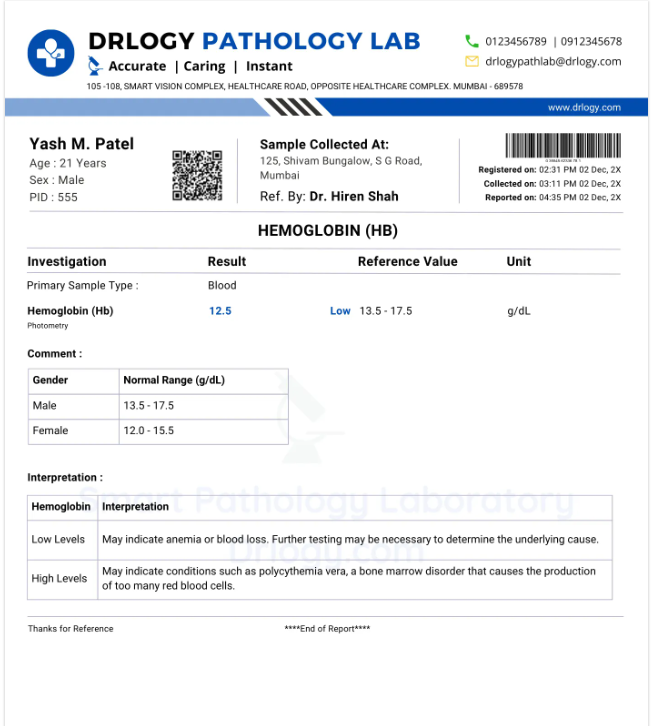 DRLOGY PATHOLOGY LAB
Accurate | Caring | Instant
0123456789 | 0912345678
drlogypathlab@drlogy.com
105 -108, SMART VISION COMPLEX, HEALTHCARE ROAD, OPPOSITE HEALTHCARE COMPLEX. MUMBAI - 689578
www.drlogy.com
Yash M. Patel
Age : 21 Years
Sex : Male
PID : 555
Sample Collected At:
125, Shivam Bungalow, S G Road,
Mumbai
Ref. By: Dr. Hiren Shah
Registered on: 02:31 PM 02 Dec, 2X
Collected on: 03:11 PM 02 Dec, 2X
Reported on: 04:35 PM 02 Dec, 2X
HEMOGLOBIN (HB)
Investigation Result Reference Value Unit
Primary Sample Type : Blood
Hemoglobin (Hb) 12.5 Low 13.5 - 17.5 g/dL
Photometry
Comment :
Gender Normal Range (g/dL)
Male 13.5 - 17.5
Female 12.0 - 15.5
Interpretation :
Smart Pathology Laboratory
Hemoglobin Interpretation
Low Levels May indicate anemia or blood loss. Further testing may be necessary to determine the underlying cause.
Drlogy.com
High Levels May indicate conditions such as polycythemia vera, a bone marrow disorder that causes the production
of too many red blood cells.
Thanks for Reference ****End of Report****